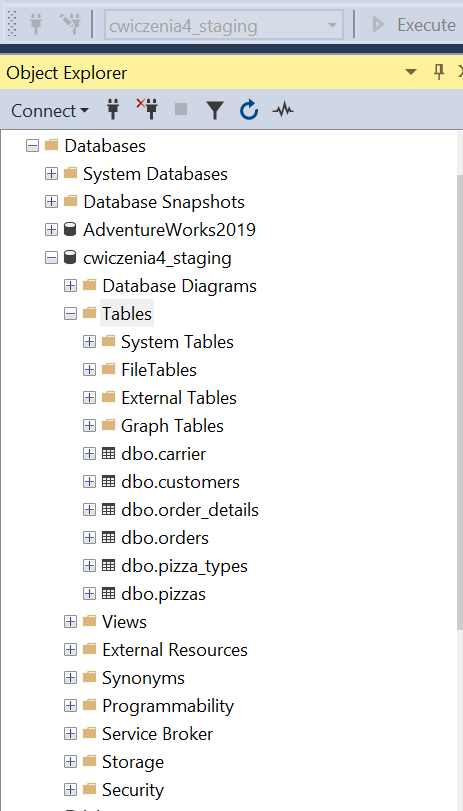 cwiczenia4_staging Execute
Object Explorer
Connect
Databases
System Databases
Database Snapshots
AdventureWorks2019
cwiczenia4_staging
Database Diagrams
Tables
System Tables
FileTables
External Tables
Graph Tables
dbo.carrier
dbo.customers
dbo.order_details
dbo.orders
dbo.pizza_types
dbo.pizzas
Views
External Resources
Synonyms
Programmability
Service Broker
Storage
Security